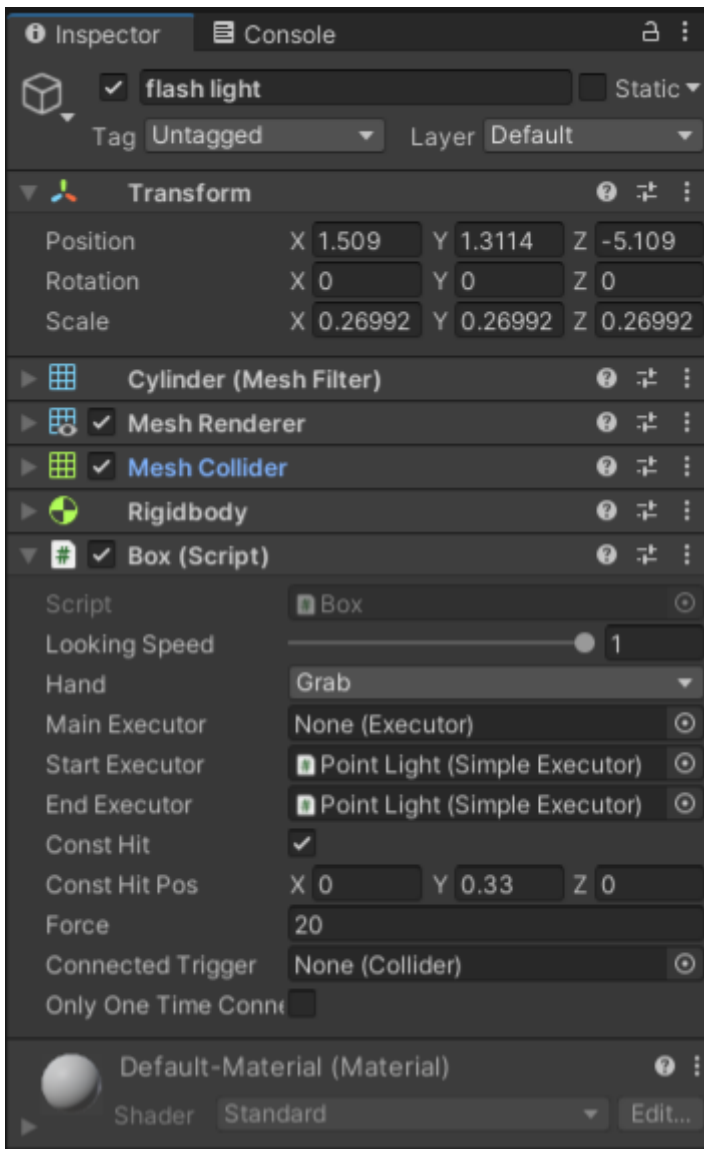 Inspector Console
flash light Static
Tag Untagged Layer Default
Transform
Position X 1.509 Y 1.3114 Z -5.109
Rotation X 0 Y 0 Z 0
Scale X 0.26992 Y 0.26992 Z 0.26992
Cylinder (Mesh Filter)
Mesh Renderer
Mesh Collider
Rigidbody
# Box (Script)
Script # Box
Looking Speed 1
Hand Grab
Main Executor None (Executor)
Start Executor # Point Light (Simple Executor)
End Executor # Point Light (Simple Executor)
Const Hit
Const Hit Pos X 0 Y 0.33 Z 0
Force 20
Connected Trigger None (Collider)
Only One Time Conne
Default-Material (Material)
Shader Standard Edit...